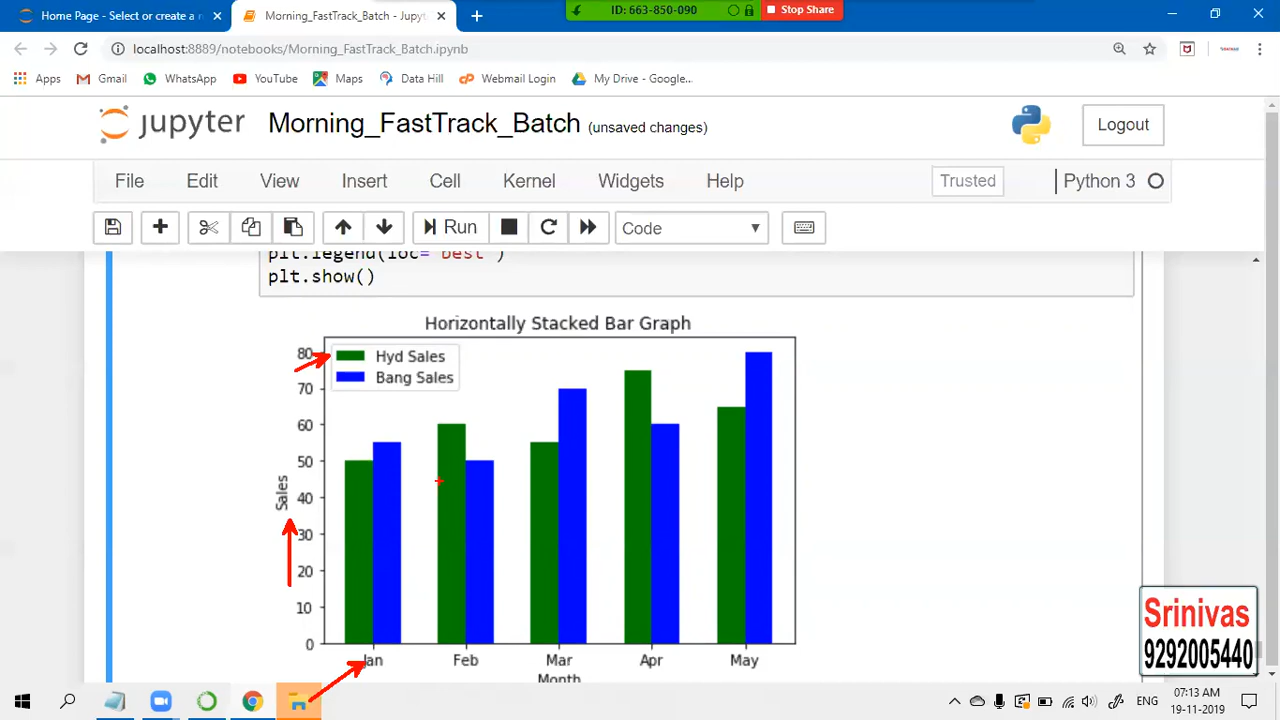 Home Page - Select or create a n
Morning_FastTrack_Batch - Jupyt
ID: 663-850-090
Stop Share
localhost:8889/notebooks/Morning_FastTrack_Batch.ipynb
Apps
Gmail
WhatsApp
YouTube
Maps
Data Hill
Webmail Login
My Drive - Google...
jupyter
Morning_FastTrack_Batch (unsaved changes)
Logout
File Edit View Insert Cell Kernel Widgets Help
Trusted
Python 3
Run
Code
plt.legend(loc="best")
plt.show()
Horizontally Stacked Bar Graph
Hyd Sales
Bang Sales
80
70
60
50
40
30
20
10
0
Sales
Jan Feb Mar Apr May
Month
Srinivas
9292005440
ENG
07:13 AM
19-11-2019